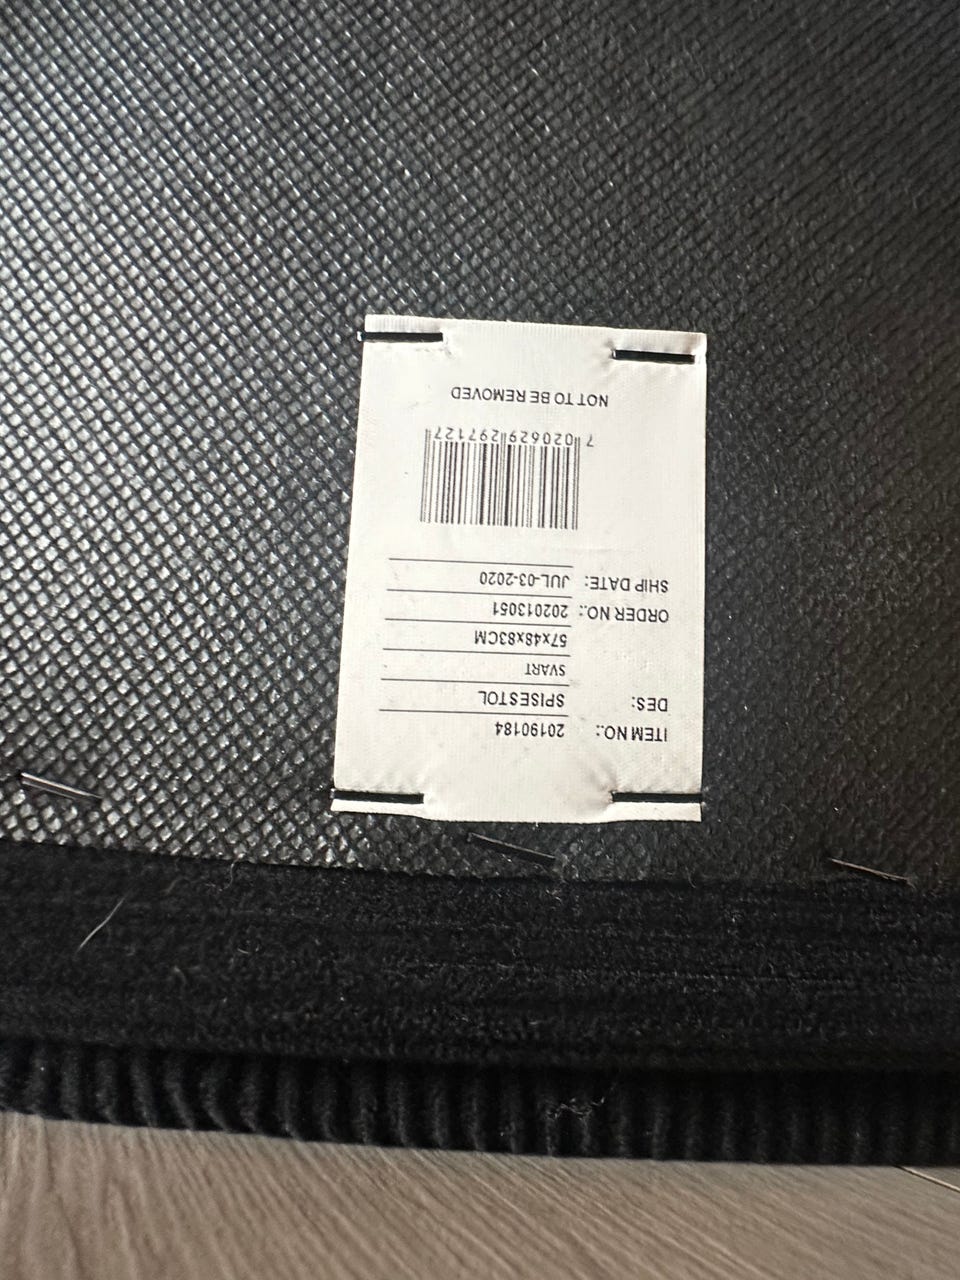 ITEM NO.: 20190184
DES: SPISESTOL
SVART
57x48x83CM
ORDER NO.: 202013051
SHIP DATE: JUL-03-2020
7 020629 297127
NOT TO BE REMOVED